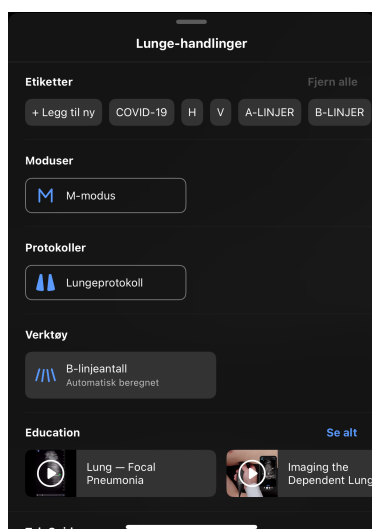 Lunge-handlinger
Etiketter
Fjern alle
+ Legg til ny
COVID-19
H
V
A-LINJER
B-LINJER
Moduser
M-modus
Protokoller
Lungeprotokoll
Verktøy
B-linjeantall
Automatisk beregnet
Education
Se alt
Lung — Focal
Pneumonia
Imaging the
Dependent Lung